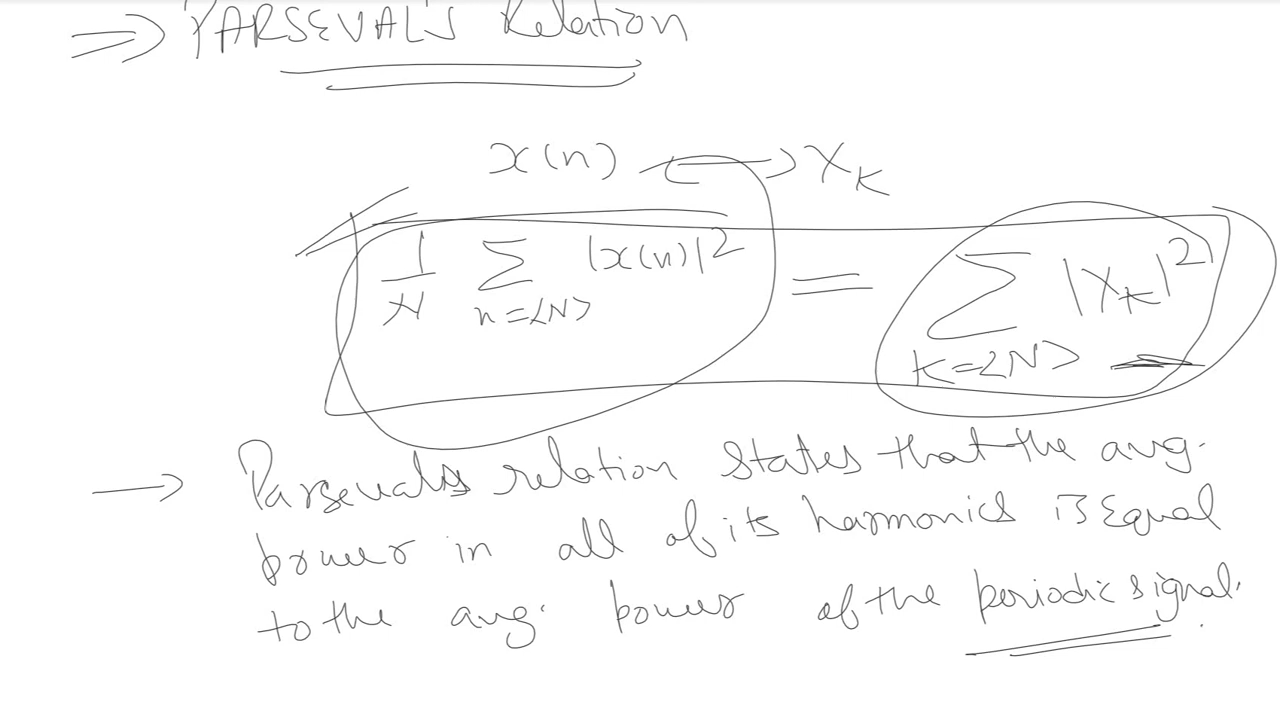 ⇒ PARSEVAL'S Relation
x(n) ⟷ X_K
1/N Σ_{n=<N>} |x(n)|² = Σ_{K=<N>} |X_K|²
→ Parseval's relation states that the avg.
power in all of its harmonics is Equal
to the avg. power of the periodic signal.